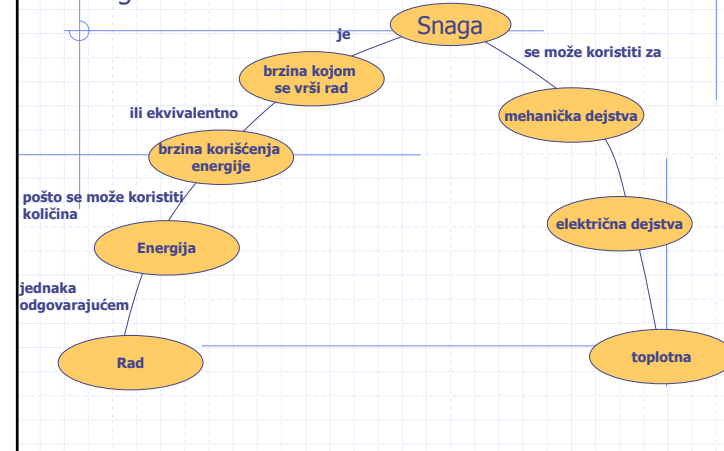 Snaga
je
se može koristiti za
brzina kojom
se vrši rad
ili ekvivalentno
mehanička dejstva
brzina korišćenja
energije
pošto se može koristiti
količina
električna dejstva
Energija
jednaka
odgovarajućem
Rad
toplotna